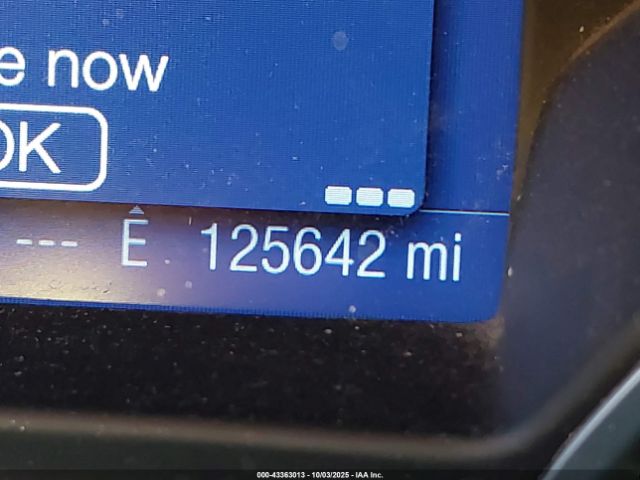 e now
OK
--- Ê 125642 mi
000-43363013 - 10/03/2025 - IAA Inc.